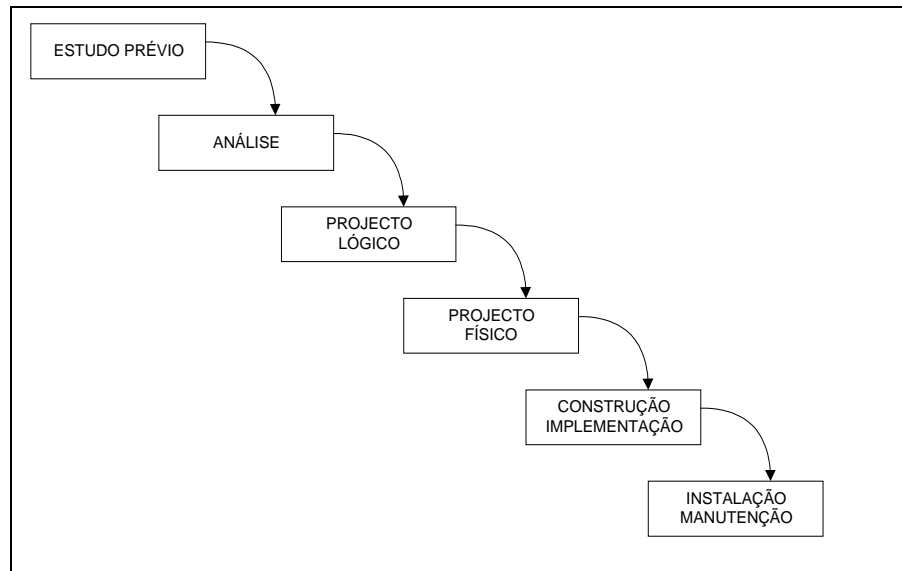 ESTUDO PRÉVIO
ANÁLISE
PROJECTO
LÓGICO
PROJECTO
FÍSICO
CONSTRUÇÃO
IMPLEMENTAÇÃO
INSTALAÇÃO
MANUTENÇÃO